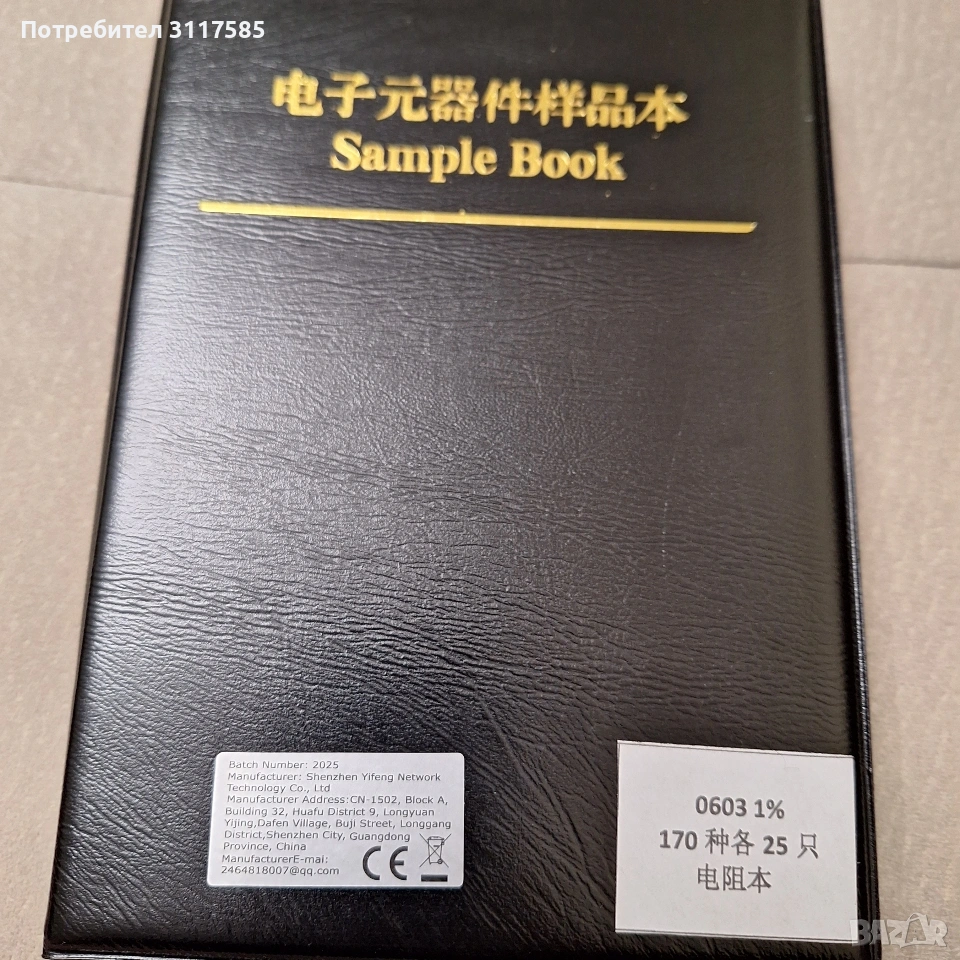 Потребител 3117585
电子元器件样品本
Sample Book
Batch Number: 2025
Manufacturer: Shenzhen Yifeng Network
Technology Co., Ltd
Manufacturer Address:CN-1502, Block A,
Building 32, Huafu District 9, Longyuan
Yijing,Dafen Village, Buji Street, Longgang
District,Shenzhen City, Guangdong
Province, China
ManufacturerE-mai:
2464818007@qq.com
CE
0603 1%
170 种各 25 只
电阻本
BAZAR